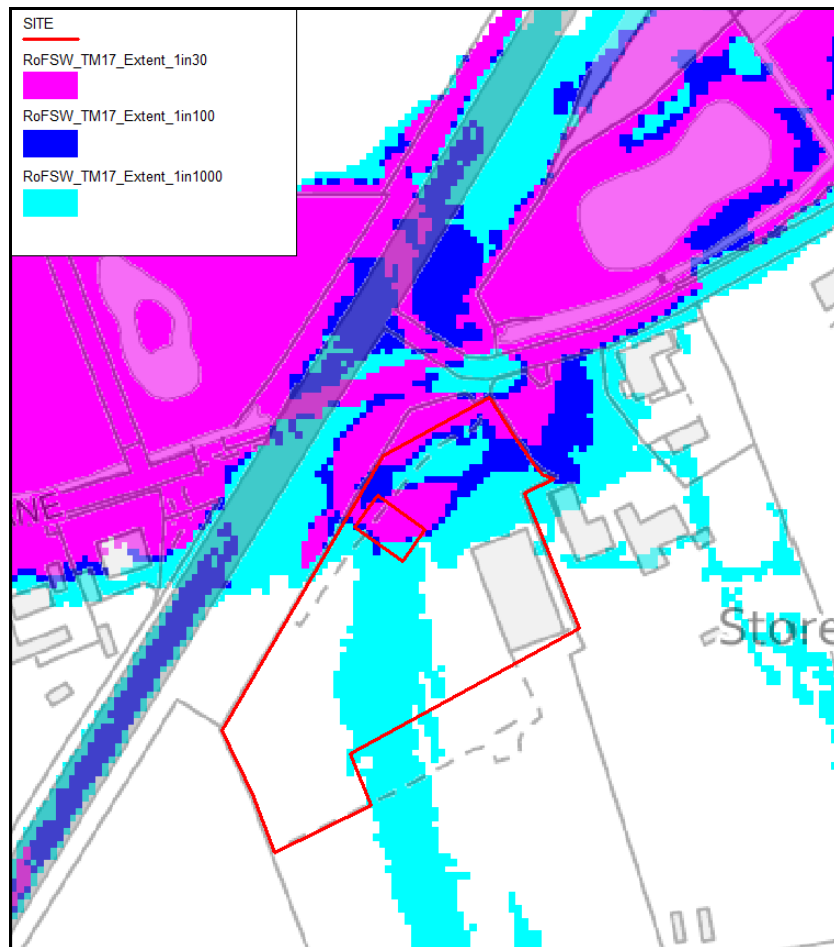 SITE
RoFSW_TM17_Extent_1in30
RoFSW_TM17_Extent_1in100
RoFSW_TM17_Extent_1in1000
ANE
Store